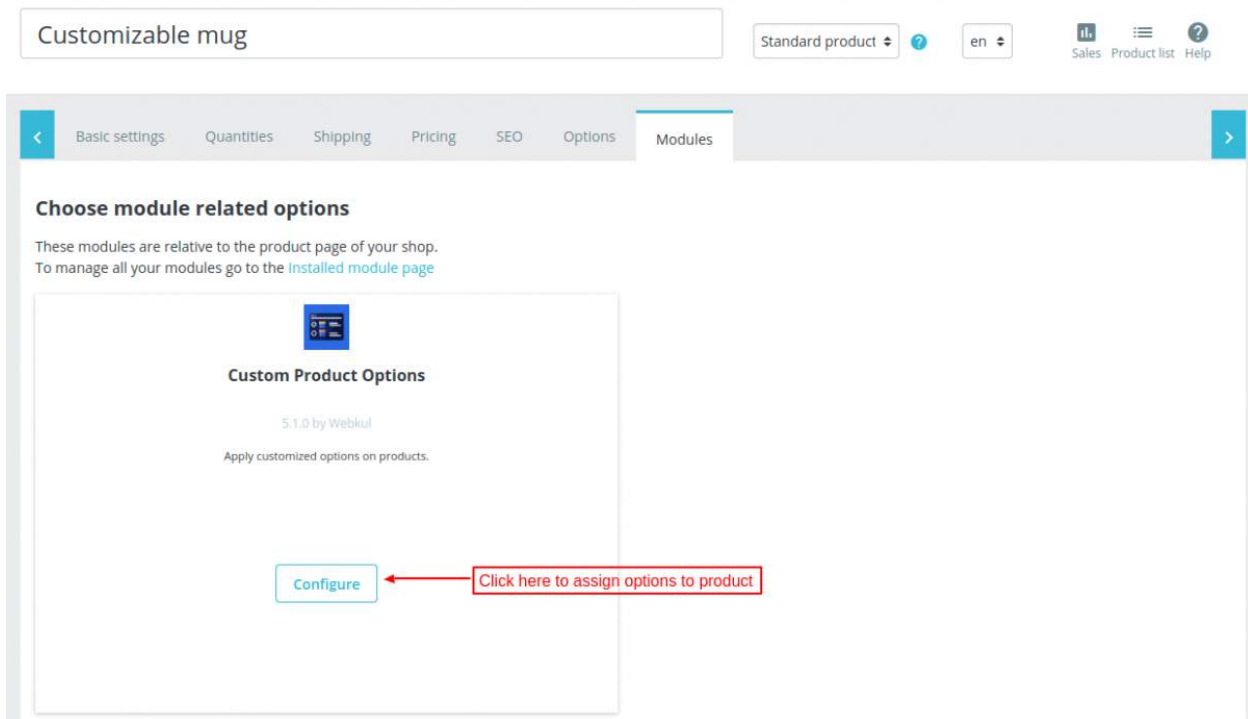 Customizable mug
Standard product
en
Sales Product list Help
Basic settings Quantities Shipping Pricing SEO Options Modules
Choose module related options
These modules are relative to the product page of your shop.
To manage all your modules go to the Installed module page
Custom Product Options
5.1.0 by Webkul
Apply customized options on products.
Configure
Click here to assign options to product